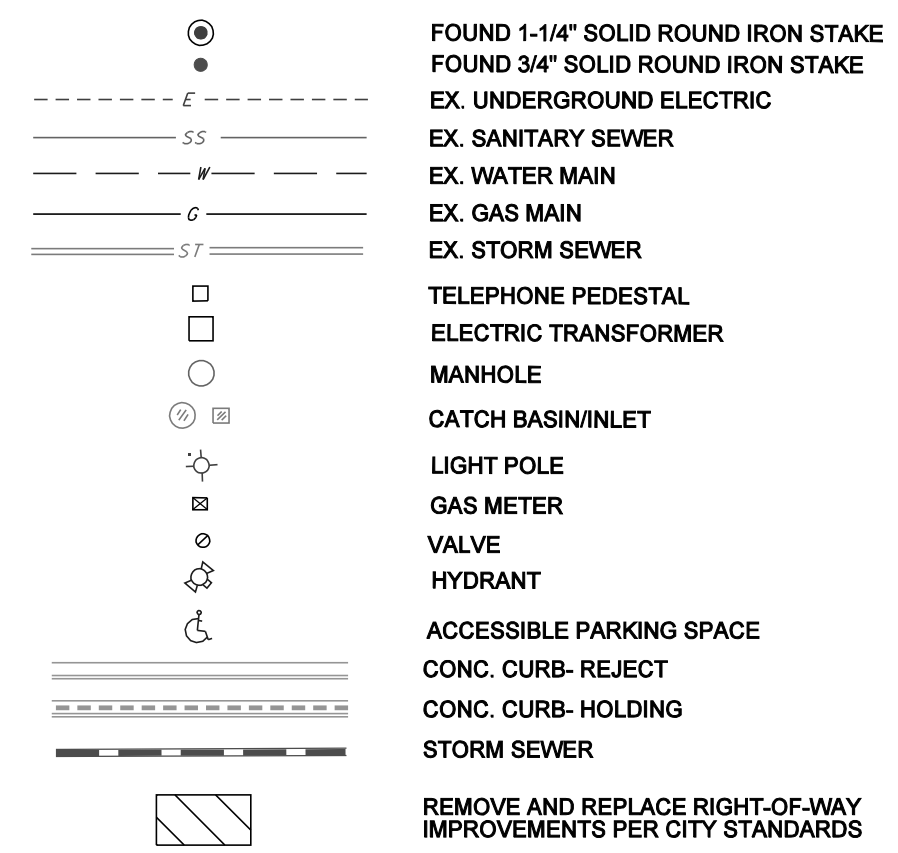 FOUND 1-1/4" SOLID ROUND IRON STAKE
FOUND 3/4" SOLID ROUND IRON STAKE
E EX. UNDERGROUND ELECTRIC
SS EX. SANITARY SEWER
W EX. WATER MAIN
G EX. GAS MAIN
ST EX. STORM SEWER
TELEPHONE PEDESTAL
ELECTRIC TRANSFORMER
MANHOLE
CATCH BASIN/INLET
LIGHT POLE
GAS METER
VALVE
HYDRANT
ACCESSIBLE PARKING SPACE
CONC. CURB- REJECT
CONC. CURB- HOLDING
STORM SEWER
REMOVE AND REPLACE RIGHT-OF-WAY
IMPROVEMENTS PER CITY STANDARDS